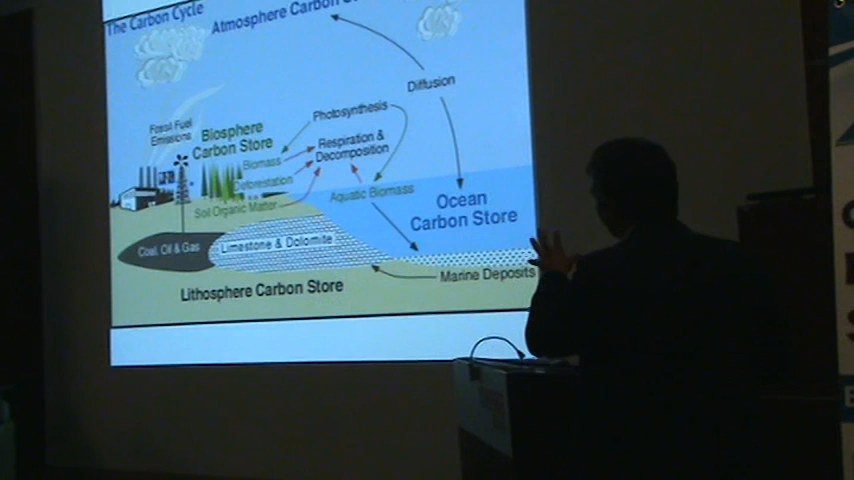 The Carbon Cycle
Atmosphere Carbon
Diffusion
Photosynthesis
Fossil Fuel
Emissions
Biosphere
Carbon Store
Respiration &
Decomposition
Biomass
Deforestation
Aquatic Biomass
Soil Organic Matter
Ocean
Carbon Store
Coal, Oil & Gas
Limestone & Dolomite
Marine Deposits
Lithosphere Carbon Store